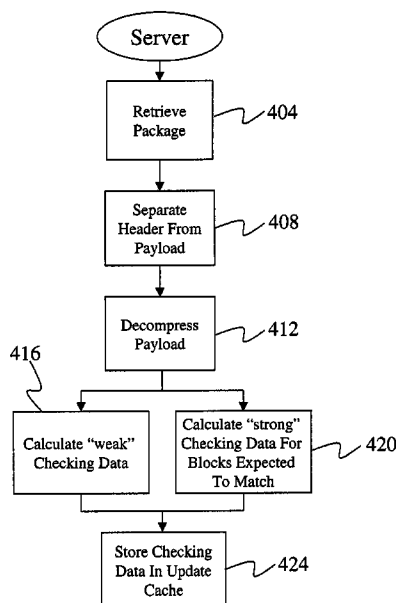 Server
Retrieve
Package
404
Separate
Header From
Payload
408
Decompress
Payload
412
416
Calculate "weak"
Checking Data
Calculate "strong"
Checking Data For
Blocks Expected
To Match
420
Store Checking
Data In Update
Cache
424